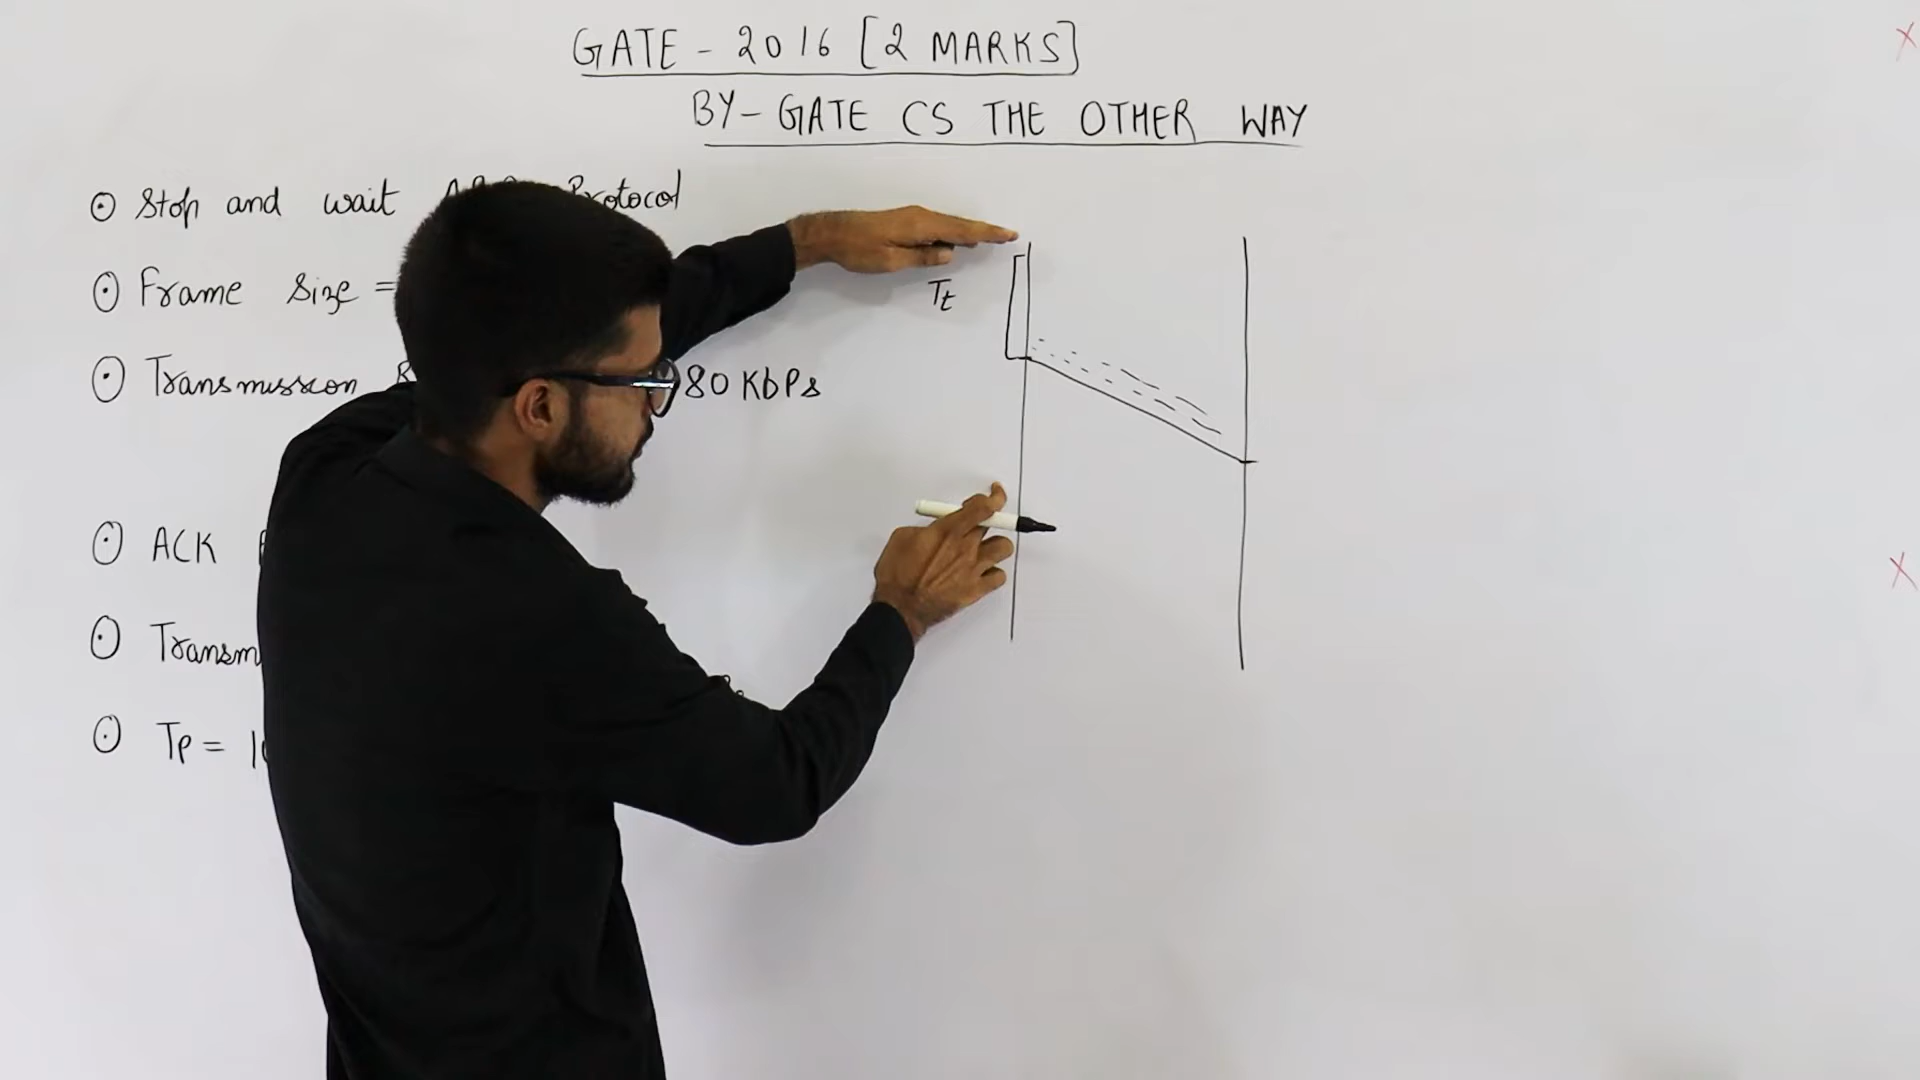 GATE - 2016 [2 MARKS]
BY - GATE CS THE OTHER WAY
Stop and wait Protocol
Frame Size =
Transmission 80 Kbps
ACK
Transm
Tp = 1
Tt